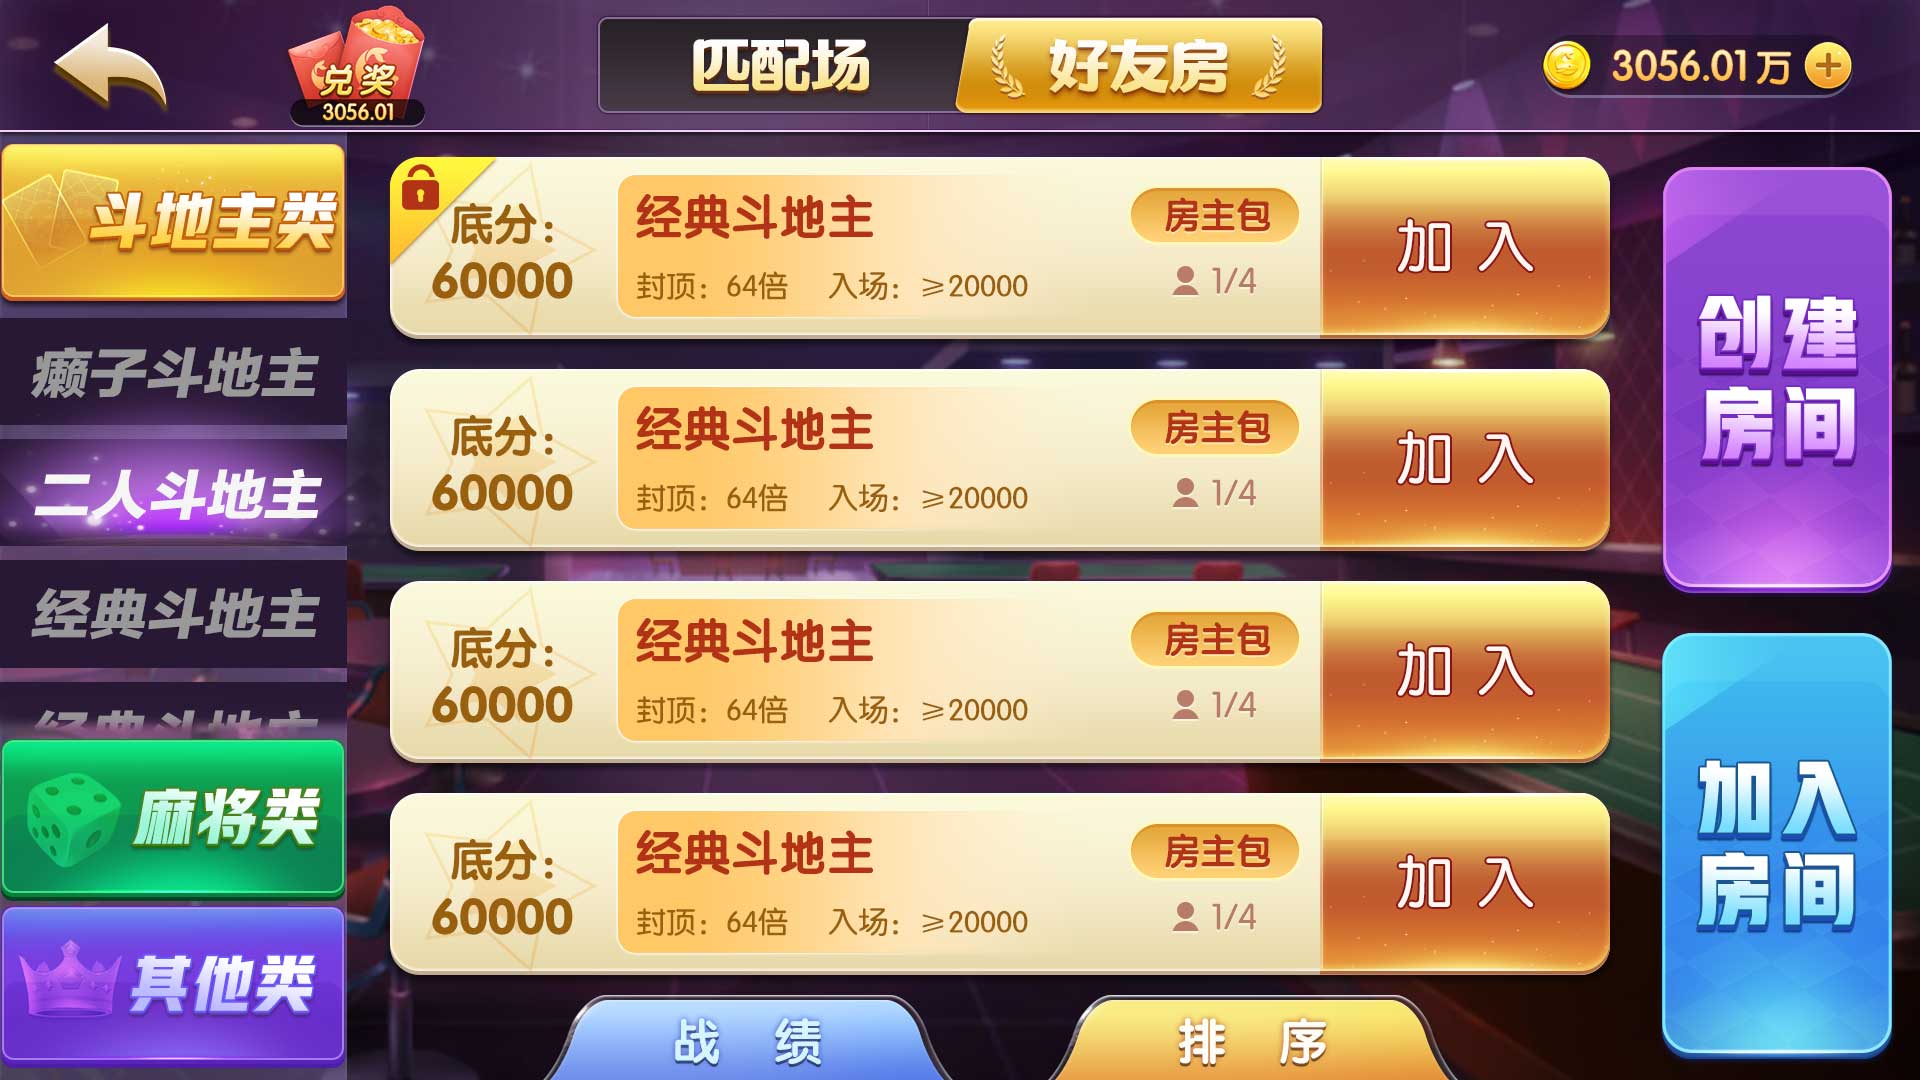 兑奖
3056.01
匹配场
好友房
3056.01万
斗地主类
癞子斗地主
二人斗地主
经典斗地主
经典斗地主
麻将类
其他类
底分：
60000
经典斗地主
封顶：64倍 入场：≥20000
房主包
1/4
加入
底分：
60000
经典斗地主
封顶：64倍 入场：≥20000
房主包
1/4
加入
底分：
60000
经典斗地主
封顶：64倍 入场：≥20000
房主包
1/4
加入
底分：
60000
经典斗地主
封顶：64倍 入场：≥20000
房主包
1/4
加入
创建
房间
加入
房间
战绩
排序